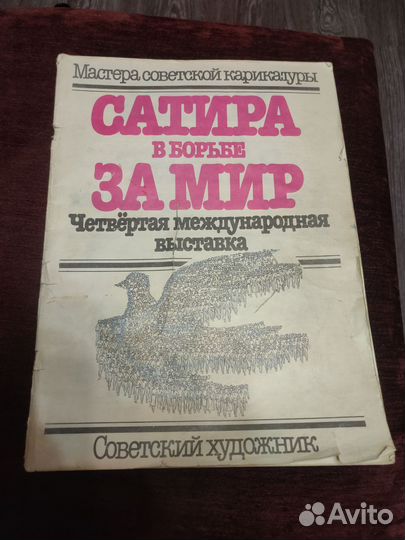 Мастера советской карикатуры
САТИРА
В БОРЬБЕ
ЗА МИР
Четвёртая международная
выставка
Советский художник
Avito